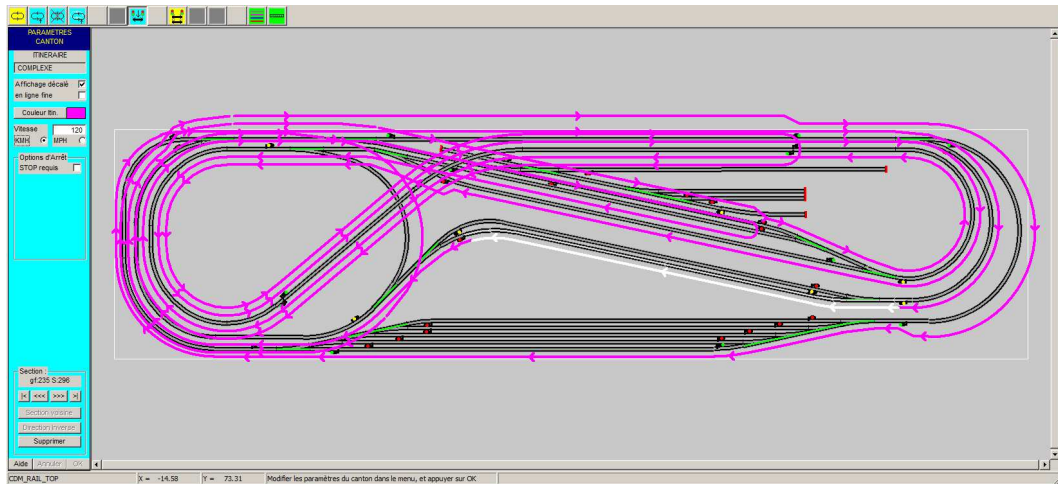 PARAMETRES
CANTON
ITINERAIRE
COMPLEXE
Affichage décalé
en ligne fine
Couleur Itin.
Vitesse 120
KMH MPH
Options d'Arrêt
STOP requis
Section :
gf:235 S:296
|< <<< >>> >|
Section voisine
Direction inverse
Supprimer
Aide Annuler OK
CDM_RAIL_TOP X = -14.58 Y = 73.31 Modifier les paramètres du canton dans le menu, et appuyer sur OK